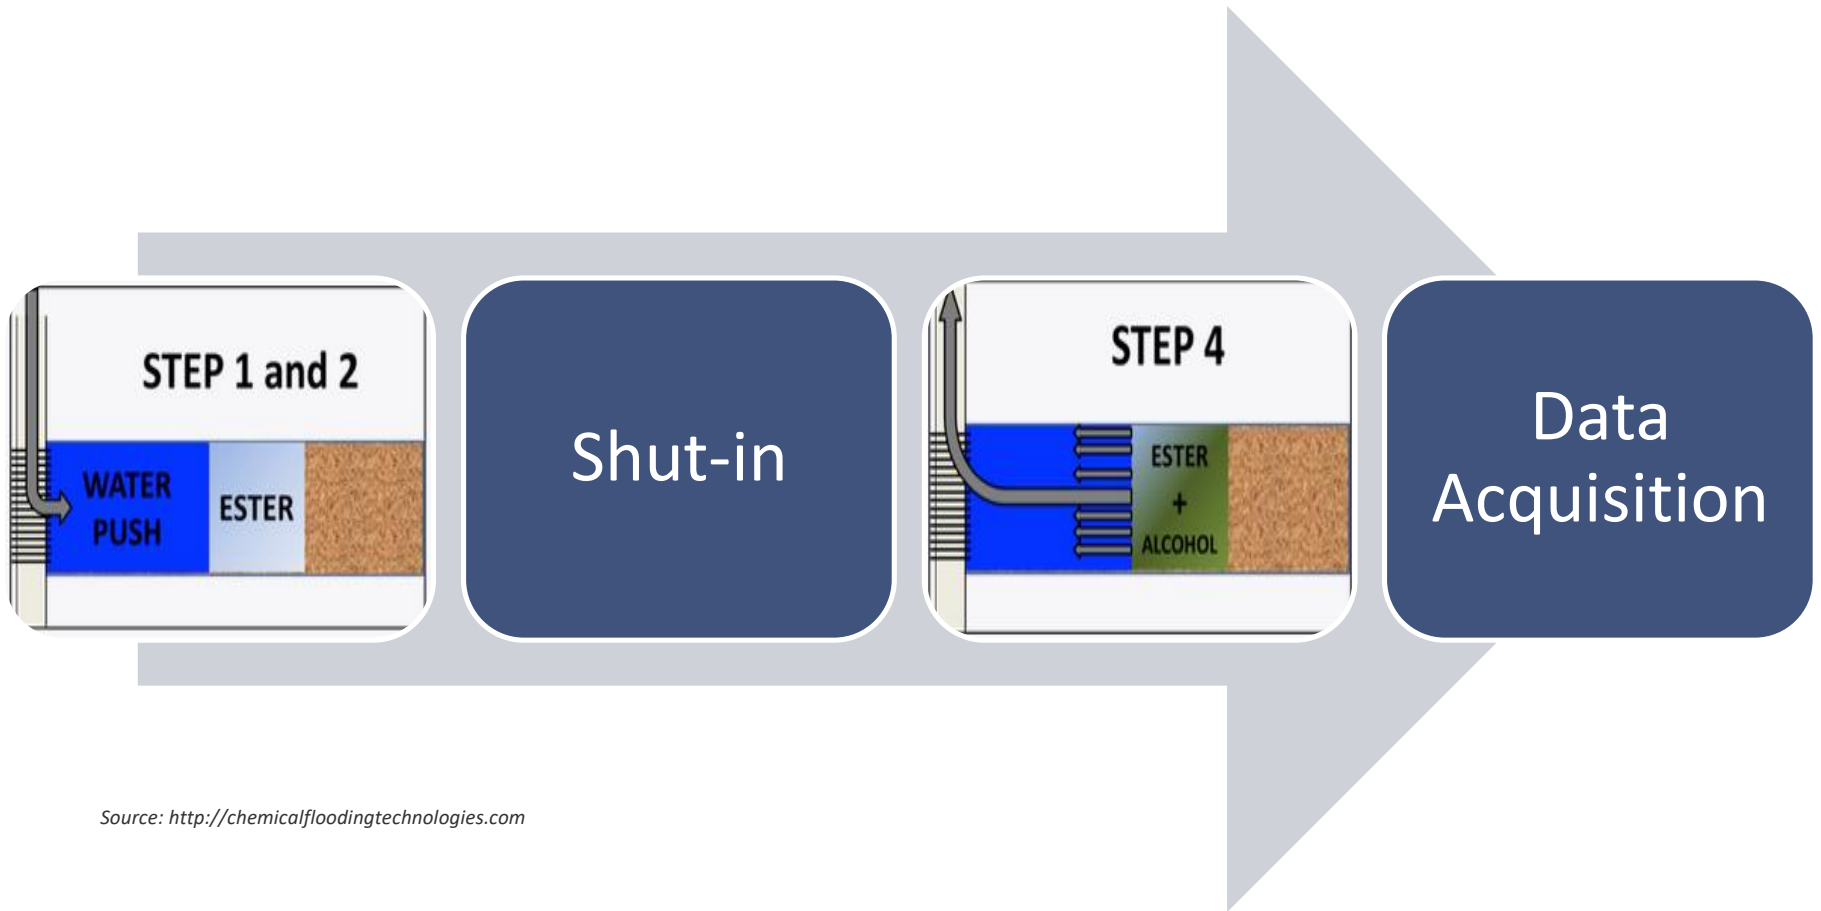 STEP 1 and 2
WATER
PUSH
ESTER
Shut-in
STEP 4
ESTER
+
ALCOHOL
Data
Acquisition
Source: http://chemicalfloodingtechnologies.com